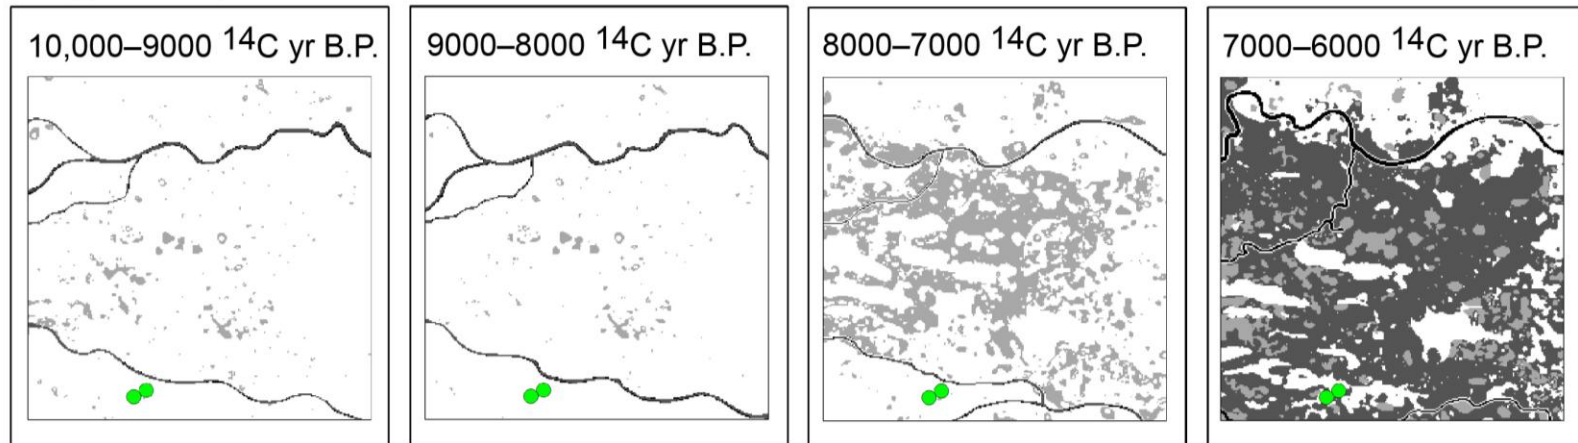 10,000–9000 ¹⁴C yr B.P.
9000–8000 ¹⁴C yr B.P.
8000–7000 ¹⁴C yr B.P.
7000–6000 ¹⁴C yr B.P.